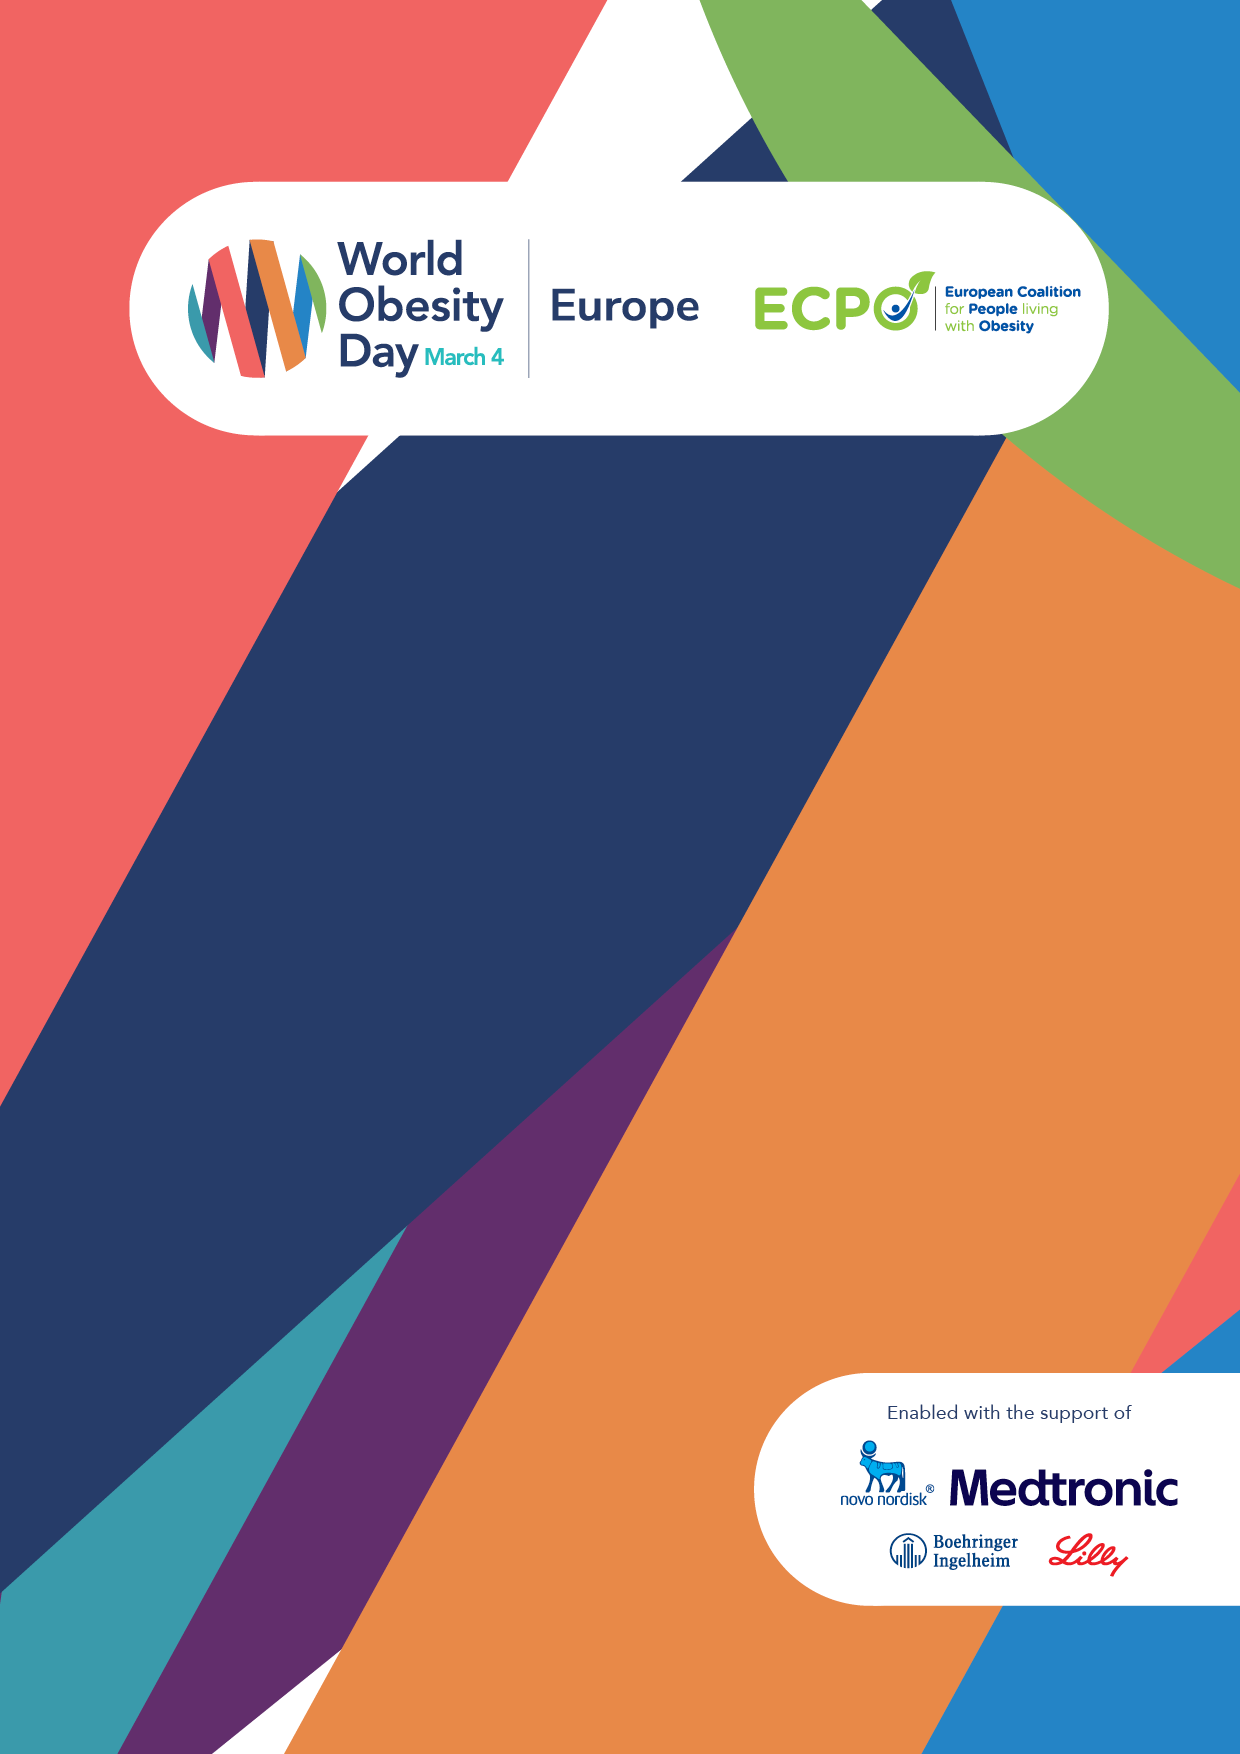 World
Obesity
Day March 4
Europe
ECPO
European Coalition
for People living
with Obesity
Enabled with the support of
novo nordisk®
Medtronic
Boehringer
Ingelheim
Lilly